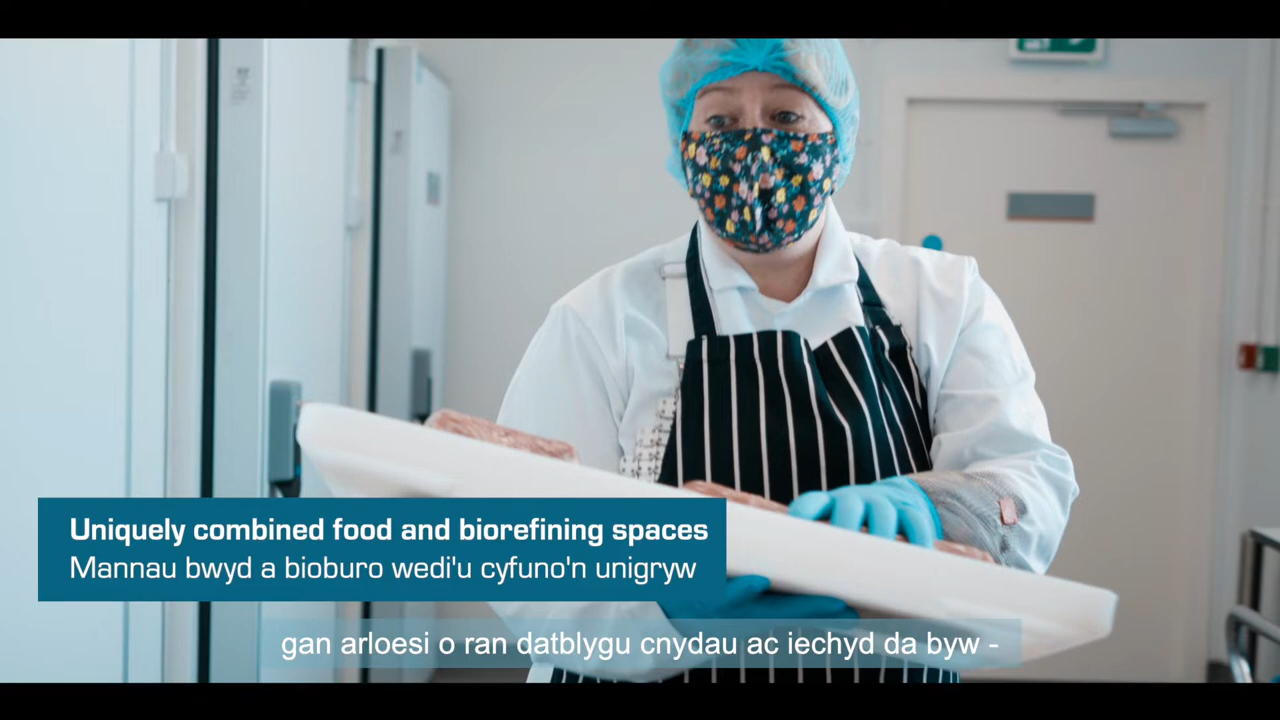 Uniquely combined food and biorefining spaces
Mannau bwyd a bioburo wedi'u cyfuno'n unigryw
gan arloesi o ran datblygu cnydau ac iechyd da byw -